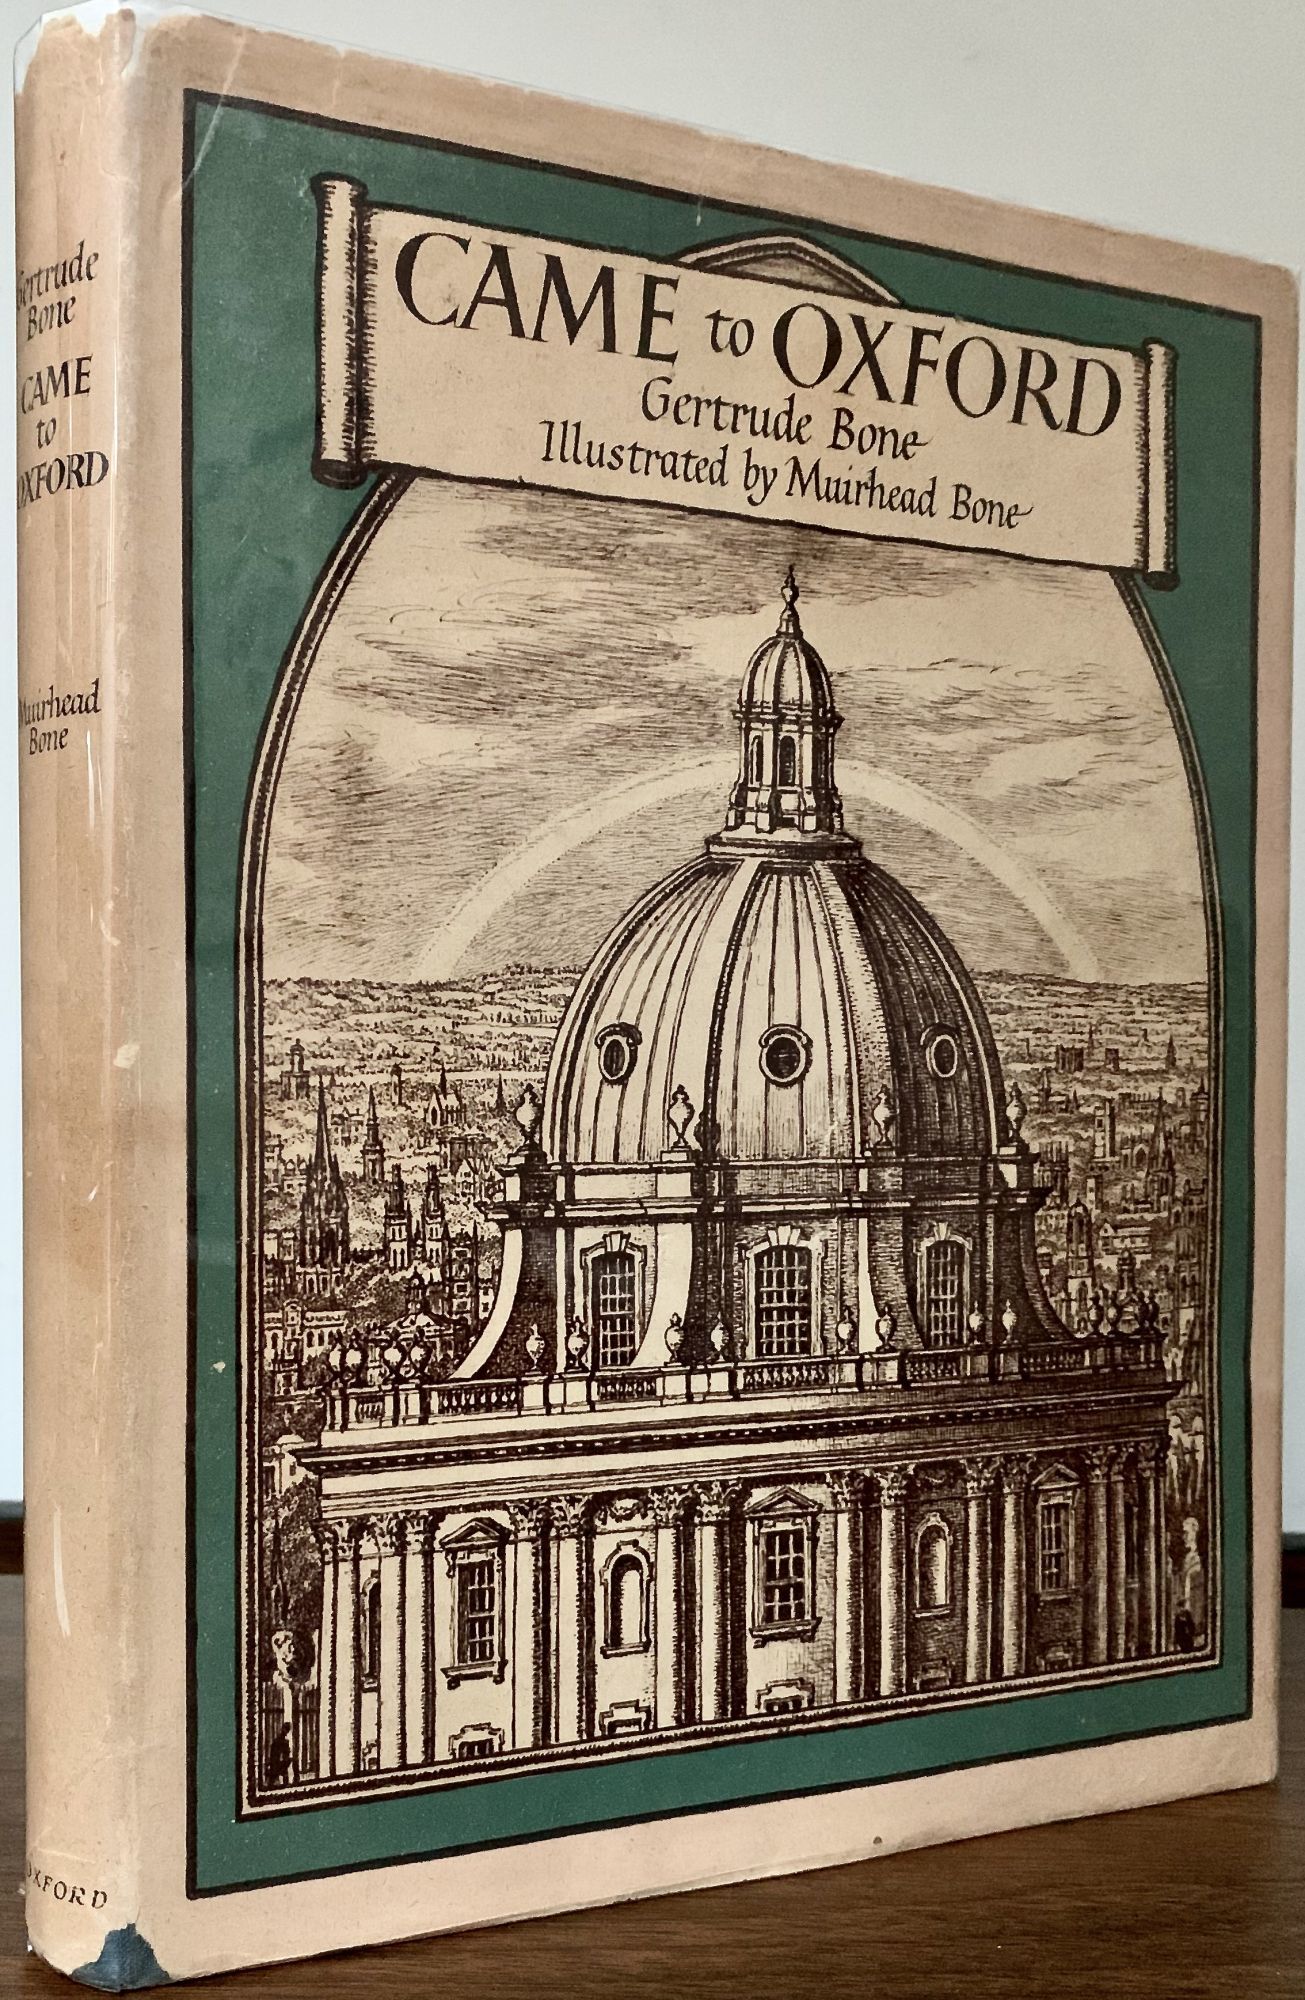 Gertrude
Bone
CAME
to
OXFORD
Muirhead
Bone
OXFORD
CAME to OXFORD
Gertrude Bone
Illustrated by Muirhead Bone